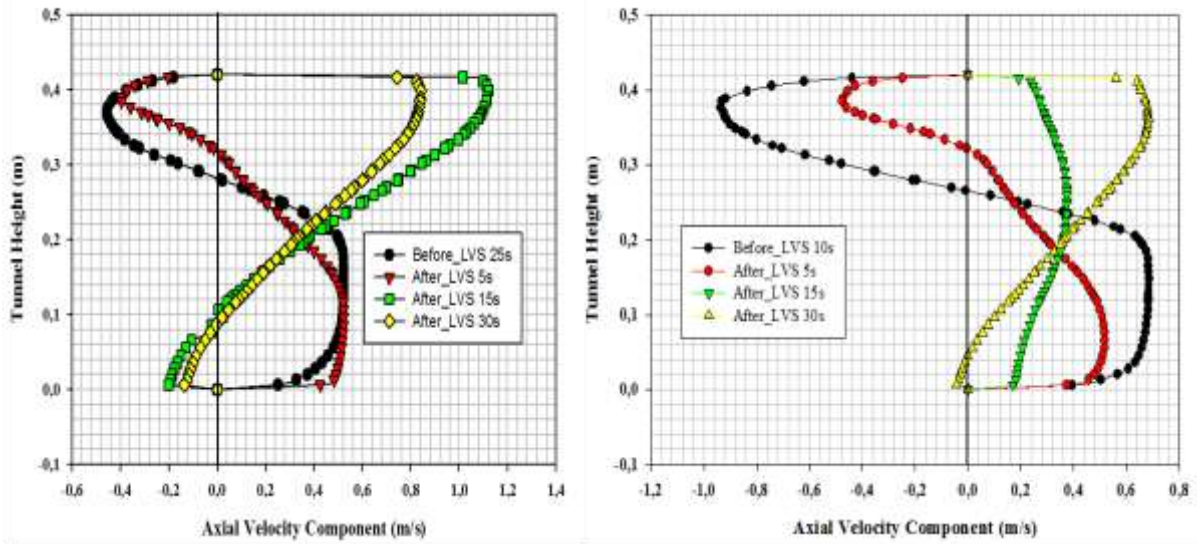 0,5
0,4
0,3
0,2
0,1
0,0
-0,1
Tunnel Height (m)
Before_LVS 25s
After_LVS 5s
After_LVS 15s
After_LVS 30s
-0,6 -0,4 -0,2 0,0 0,2 0,4 0,6 0,8 1,0 1,2 1,4
Axial Velocity Component (m/s)
0,5
0,4
0,3
0,2
0,1
0,0
-0,1
Tunnel Height (m)
Before_LVS 10s
After_LVS 5s
After_LVS 15s
After_LVS 30s
-1,2 -1,0 -0,8 -0,6 -0,4 -0,2 0,0 0,2 0,4 0,6 0,8
Axial Velocity Component (m/s)